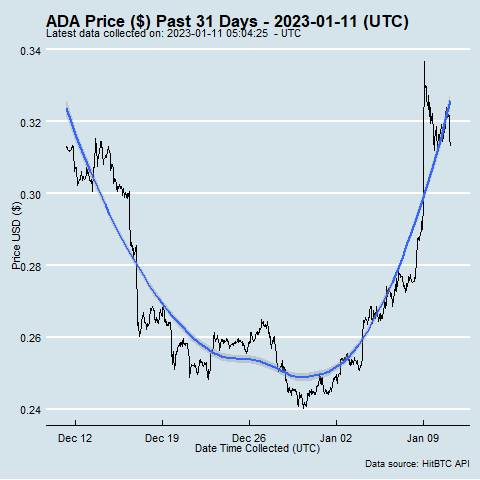 ADA Price ($) Past 31 Days - 2023-01-11 (UTC)
Latest data collected on: 2023-01-11 05:04:25 - UTC
0.34
0.32
0.30
0.28
0.26
0.24
Price USD ($)
Dec 12 Dec 19 Dec 26 Jan 02 Jan 09
Date Time Collected (UTC)
Data source: HitBTC API